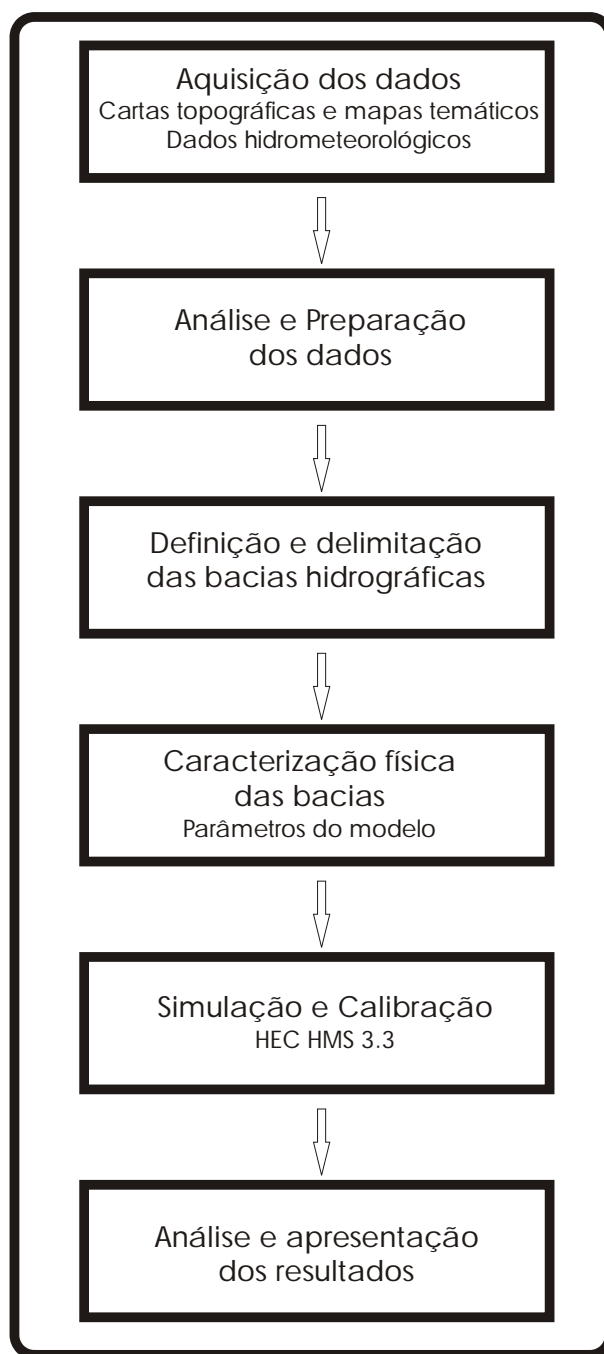 Aquisição dos dados
Cartas topográficas e mapas temáticos
Dados hidrometeorológicos
Análise e Preparação
dos dados
Definição e delimitação
das bacias hidrográficas
Caracterização física
das bacias
Parâmetros do modelo
Simulação e Calibração
HEC HMS 3.3
Análise e apresentação
dos resultados